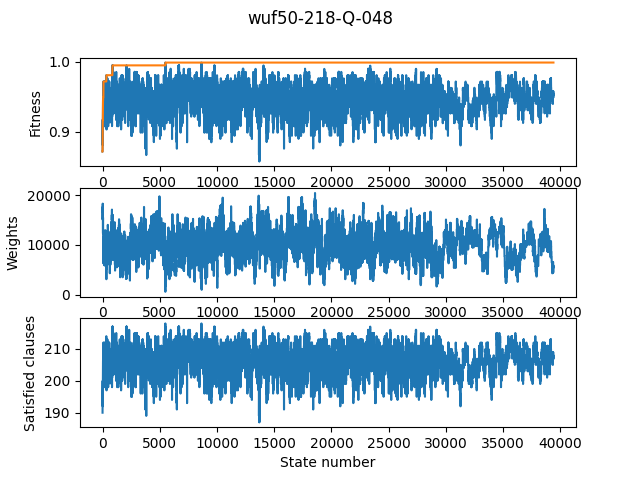 wuf50-218-Q-048
1.0
0.9
Fitness
0 5000 10000 15000 20000 25000 30000 35000 40000
20000
10000
0
Weights
0 5000 10000 15000 20000 25000 30000 35000 40000
210
200
190
Satisfied clauses
0 5000 10000 15000 20000 25000 30000 35000 40000
State number